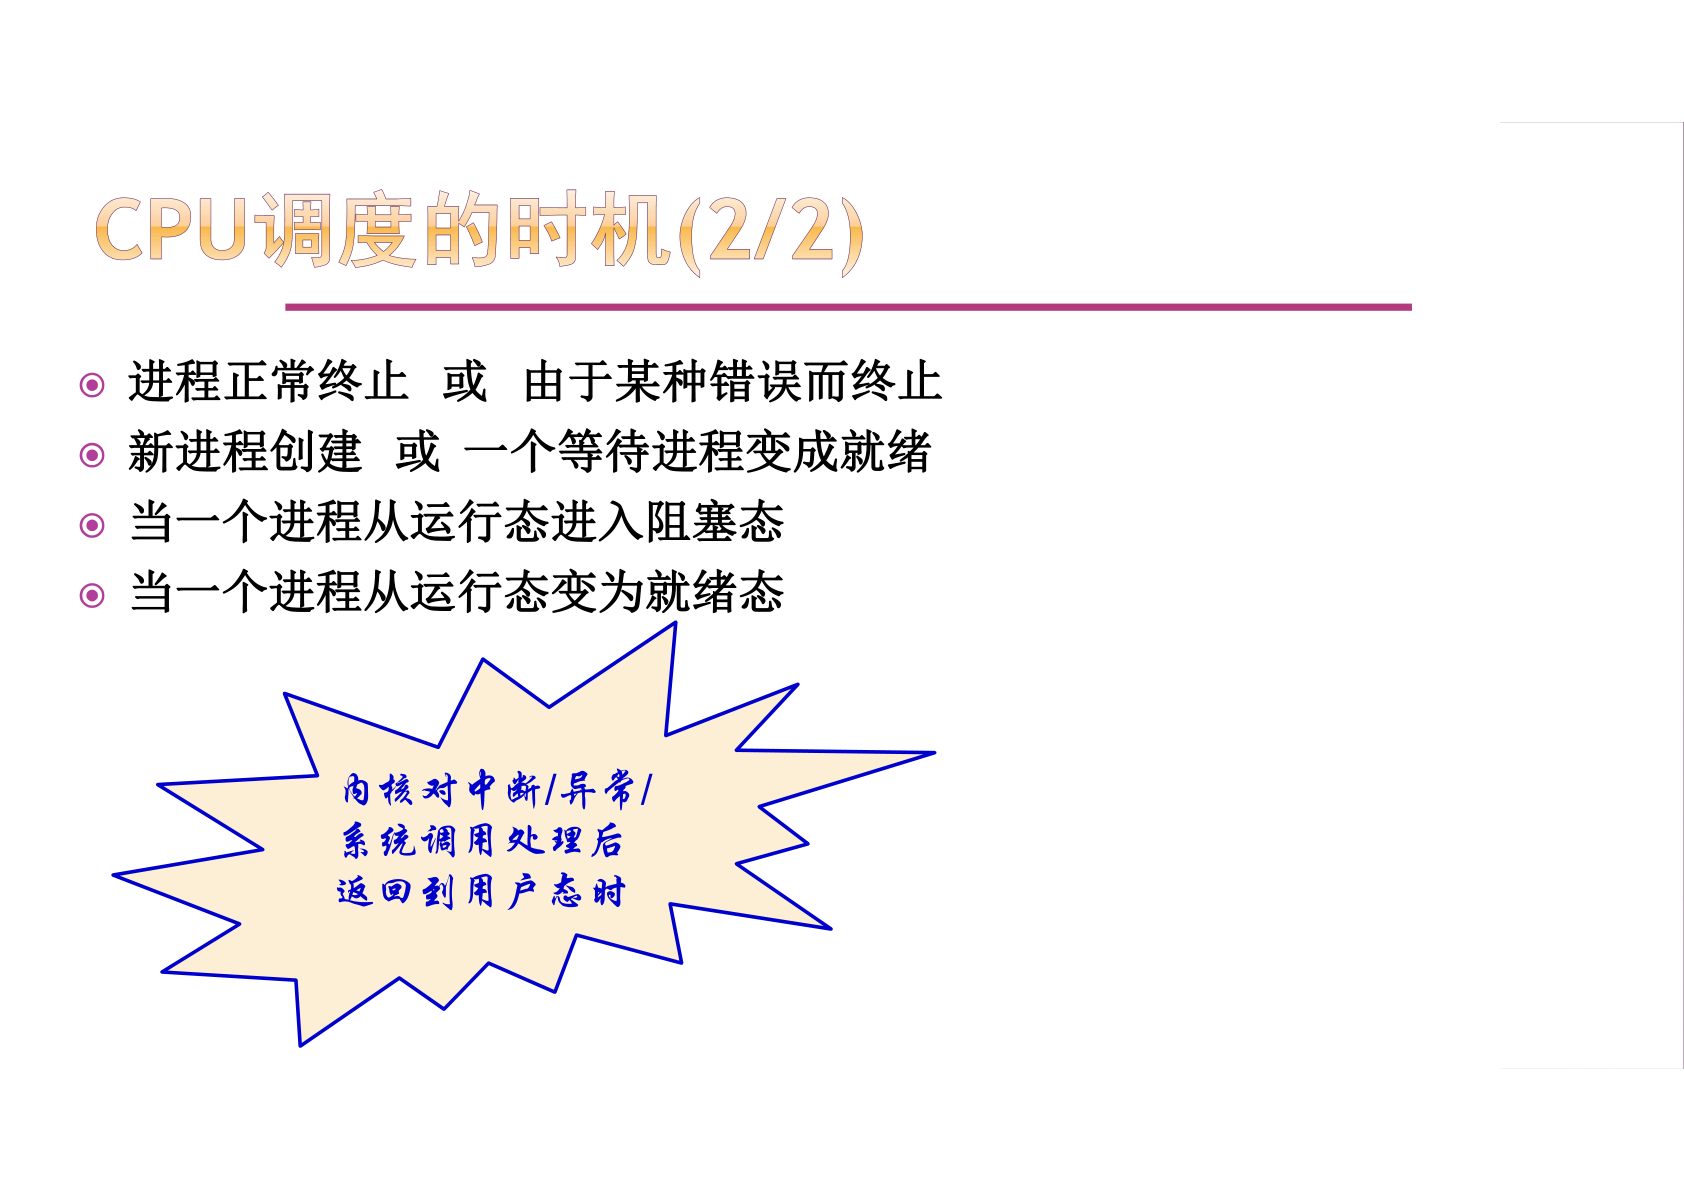 CPU调度的时机(2/2)
进程正常终止 或 由于某种错误而终止
新进程创建 或 一个等待进程变成就绪
当一个进程从运行态进入阻塞态
当一个进程从运行态变为就绪态
内核对中断/异常/
系统调用处理后
返回到用户态时